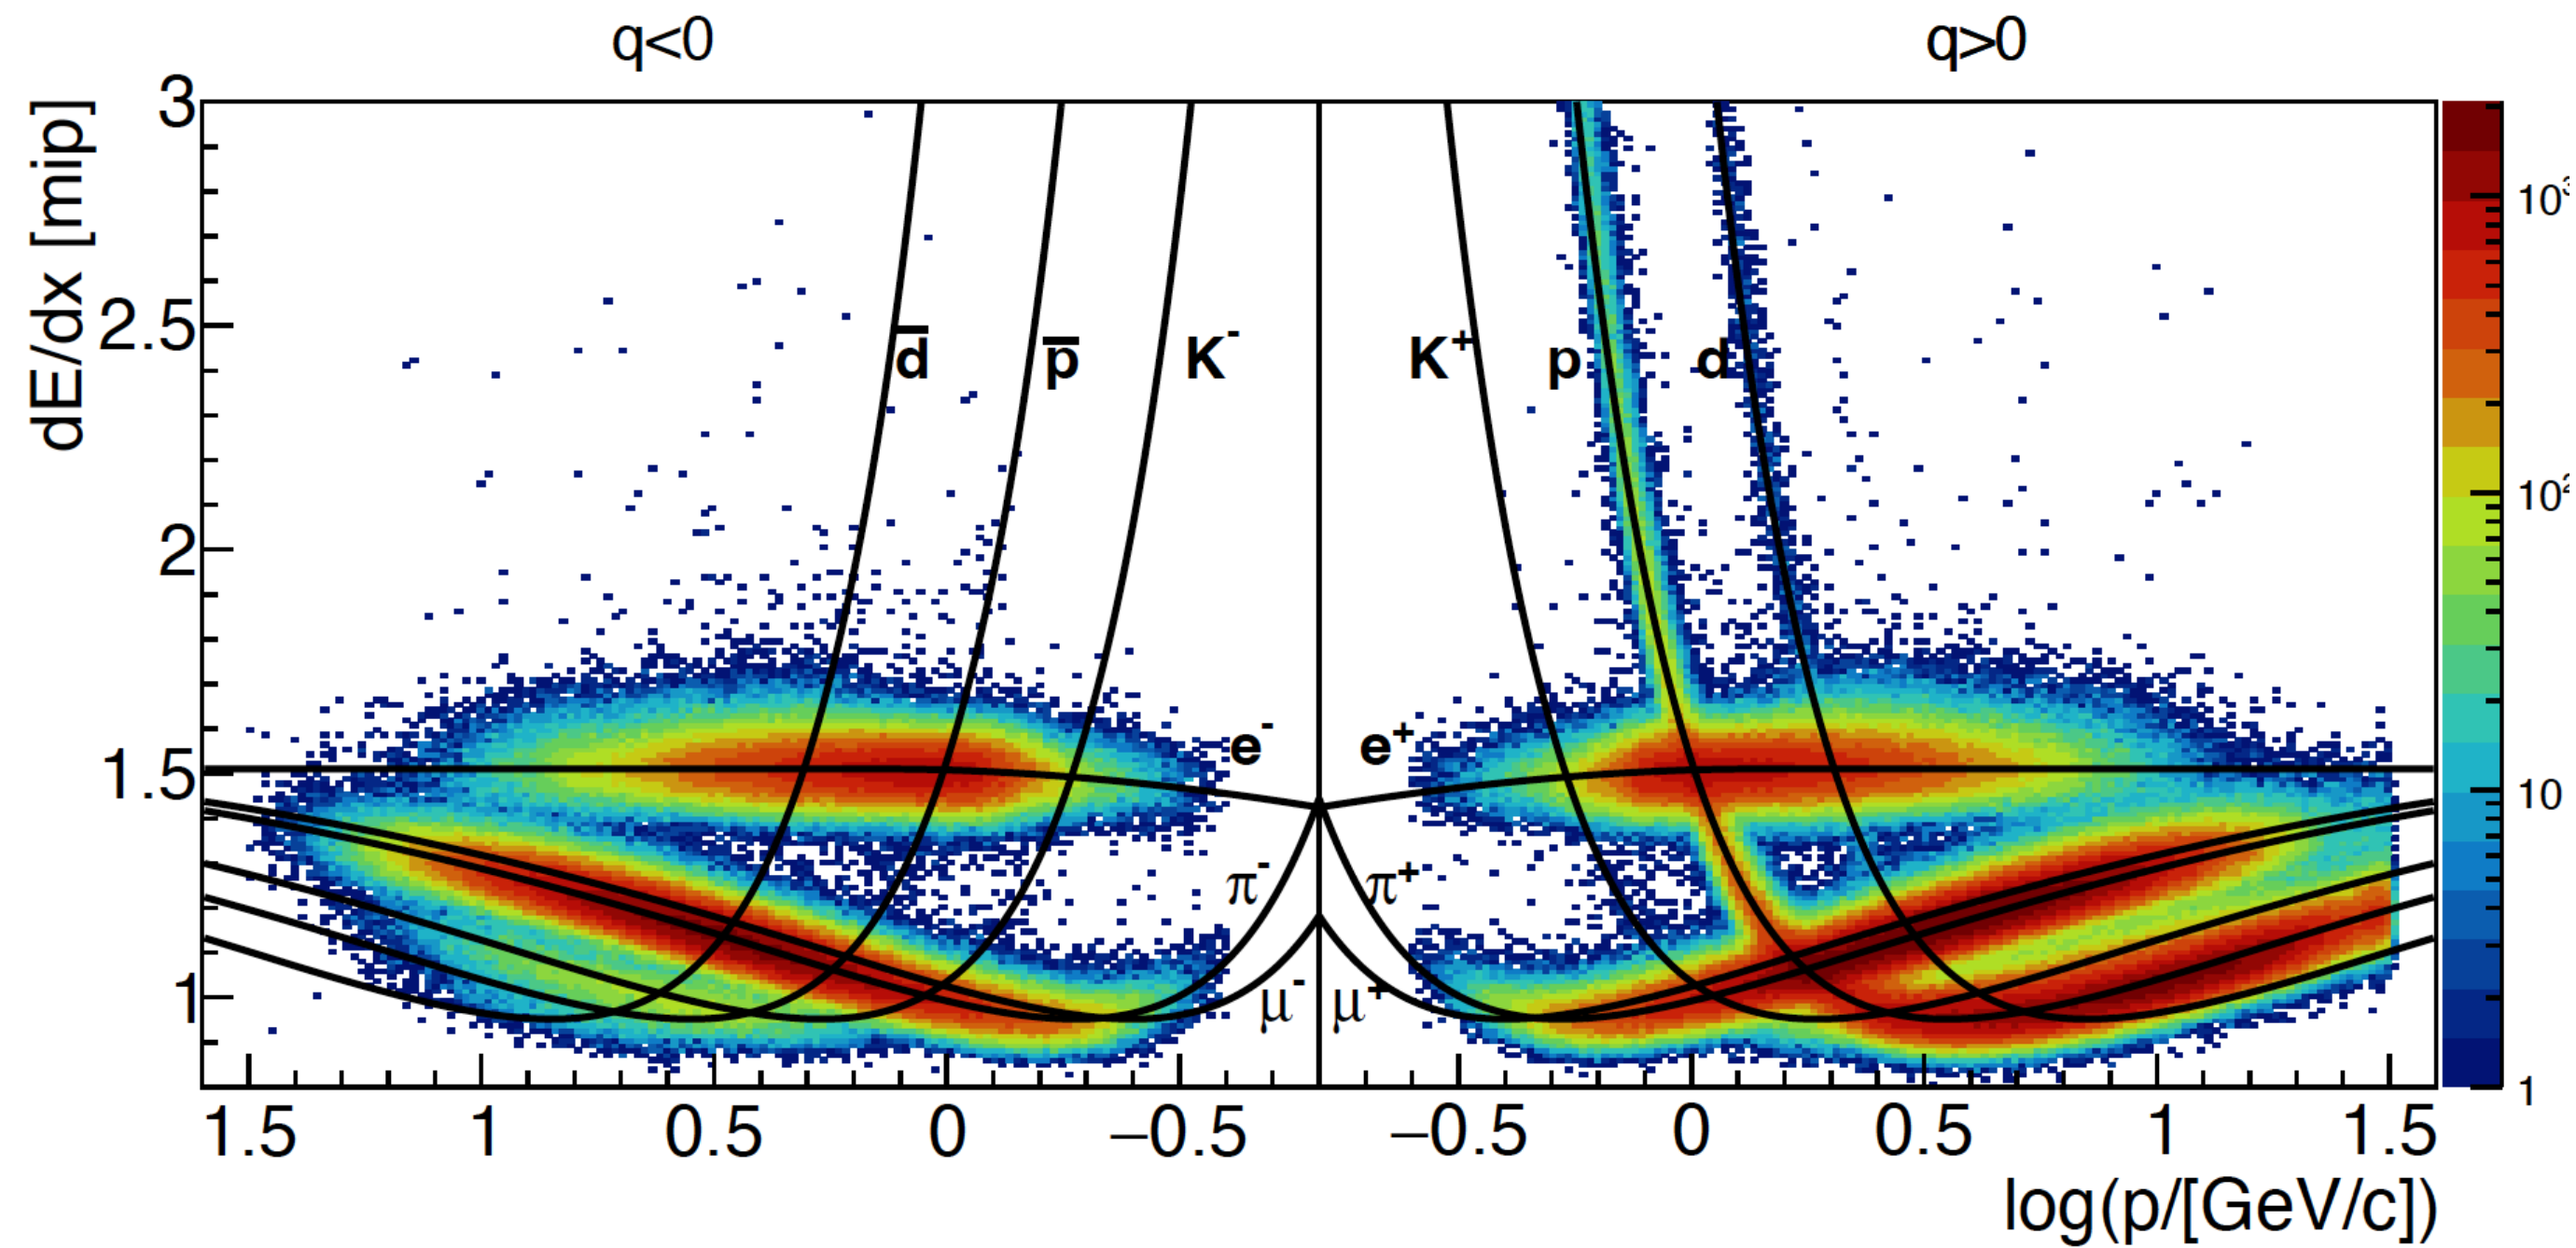 q<0 q>0
dE/dx [mip]
3
2.5
2
1.5
1
d̅ p̅ K⁻ K⁺ p d
e⁻ e⁺
π⁻ π⁺
μ⁻ μ⁺
10³
10²
10
1
1.5 1 0.5 0 −0.5 −0.5 0 0.5 1 1.5
log(p/[GeV/c])